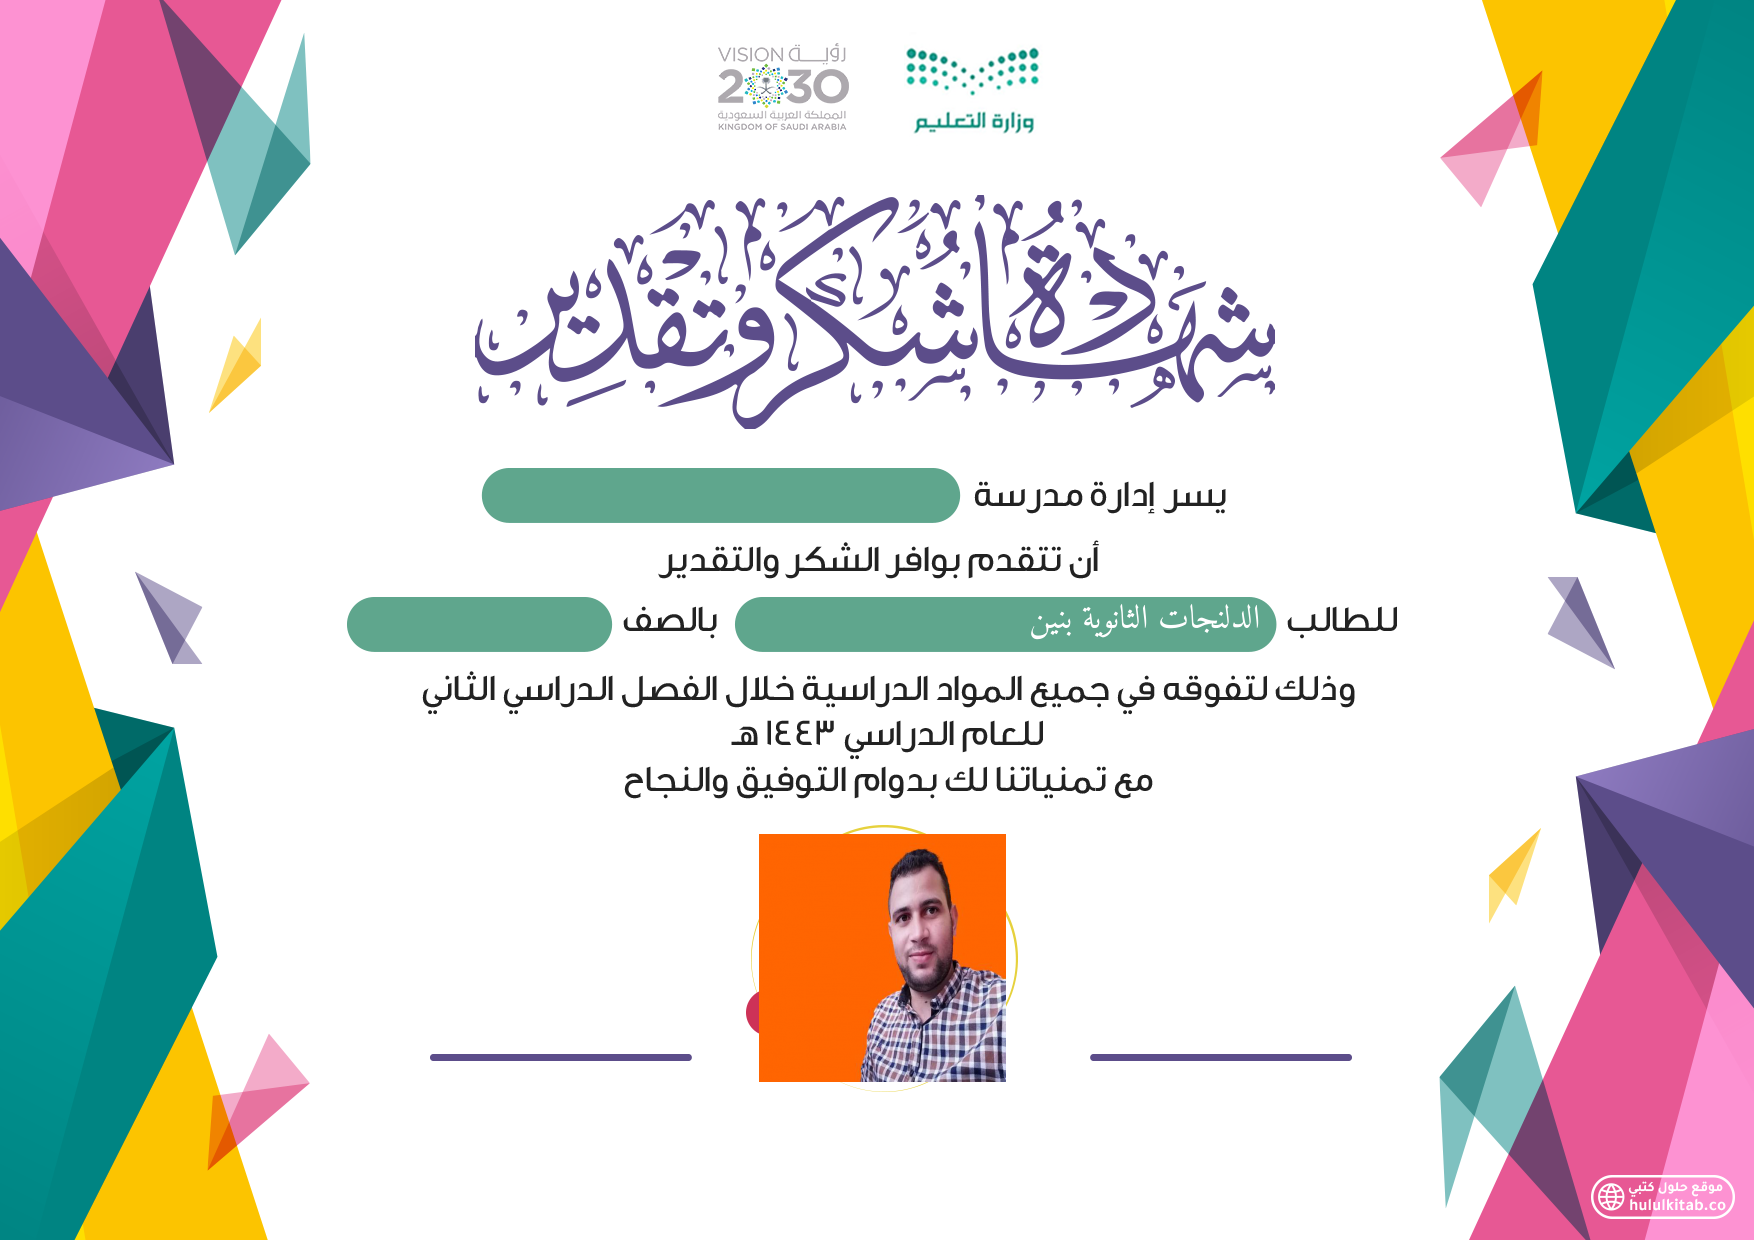 VISION رؤيـــة
2030
المملكة العربية السعودية
KINGDOM OF SAUDI ARABIA
وزارة التعليم
شهادة شكر وتقدير
يسر إدارة مدرسة
أن تتقدم بوافر الشكر والتقدير
للطالب الدلنجات الثانوية بنين بالصف
وذلك لتفوقه في جميع المواد الدراسية خلال الفصل الدراسي الثاني
للعام الدراسي ١٤٤٣ هـ
مع تمنياتنا لك بدوام التوفيق والنجاح
موقع حلول كتبي
hululkitab.co